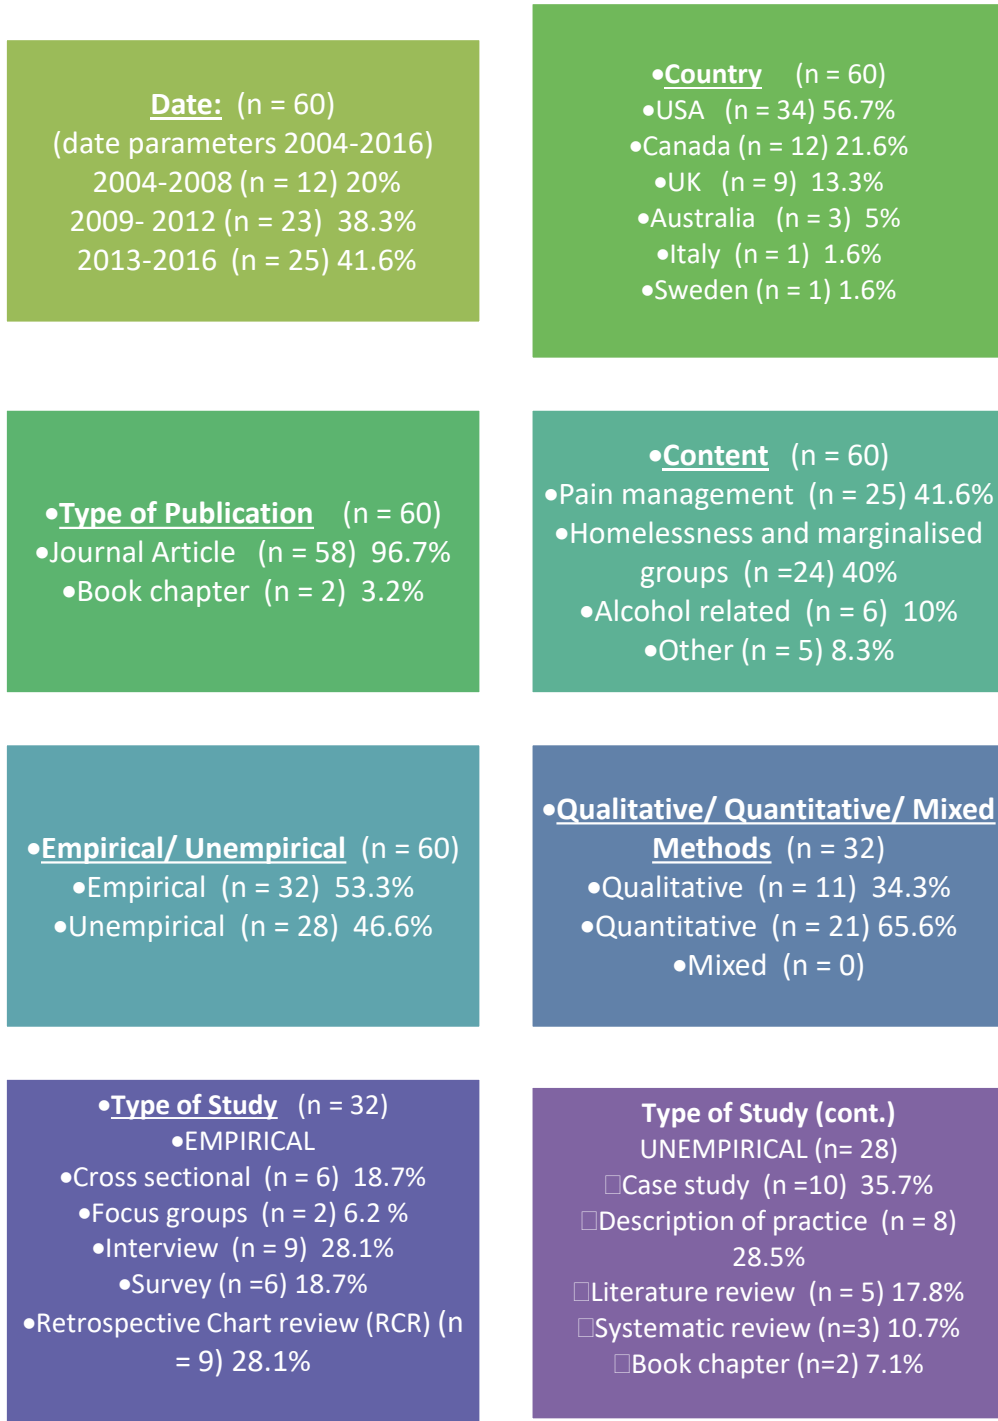 Date: (n = 60)
(date parameters 2004-2016)
2004-2008 (n = 12) 20%
2009- 2012 (n = 23) 38.3%
2013-2016 (n = 25) 41.6%
•Country (n = 60)
•USA (n = 34) 56.7%
•Canada (n = 12) 21.6%
•UK (n = 9) 13.3%
•Australia (n = 3) 5%
•Italy (n = 1) 1.6%
•Sweden (n = 1) 1.6%
•Type of Publication (n = 60)
•Journal Article (n = 58) 96.7%
•Book chapter (n = 2) 3.2%
•Content (n = 60)
•Pain management (n = 25) 41.6%
•Homelessness and marginalised
groups (n =24) 40%
•Alcohol related (n = 6) 10%
•Other (n = 5) 8.3%
•Empirical/ Unempirical (n = 60)
•Empirical (n = 32) 53.3%
•Unempirical (n = 28) 46.6%
•Qualitative/ Quantitative/ Mixed
Methods (n = 32)
•Qualitative (n = 11) 34.3%
•Quantitative (n = 21) 65.6%
•Mixed (n = 0)
•Type of Study (n = 32)
•EMPIRICAL
•Cross sectional (n = 6) 18.7%
•Focus groups (n = 2) 6.2 %
•Interview (n = 9) 28.1%
•Survey (n =6) 18.7%
•Retrospective Chart review (RCR) (n
= 9) 28.1%
Type of Study (cont.)
UNEMPIRICAL (n= 28)
□Case study (n =10) 35.7%
□Description of practice (n = 8)
28.5%
□Literature review (n = 5) 17.8%
□Systematic review (n=3) 10.7%
□Book chapter (n=2) 7.1%